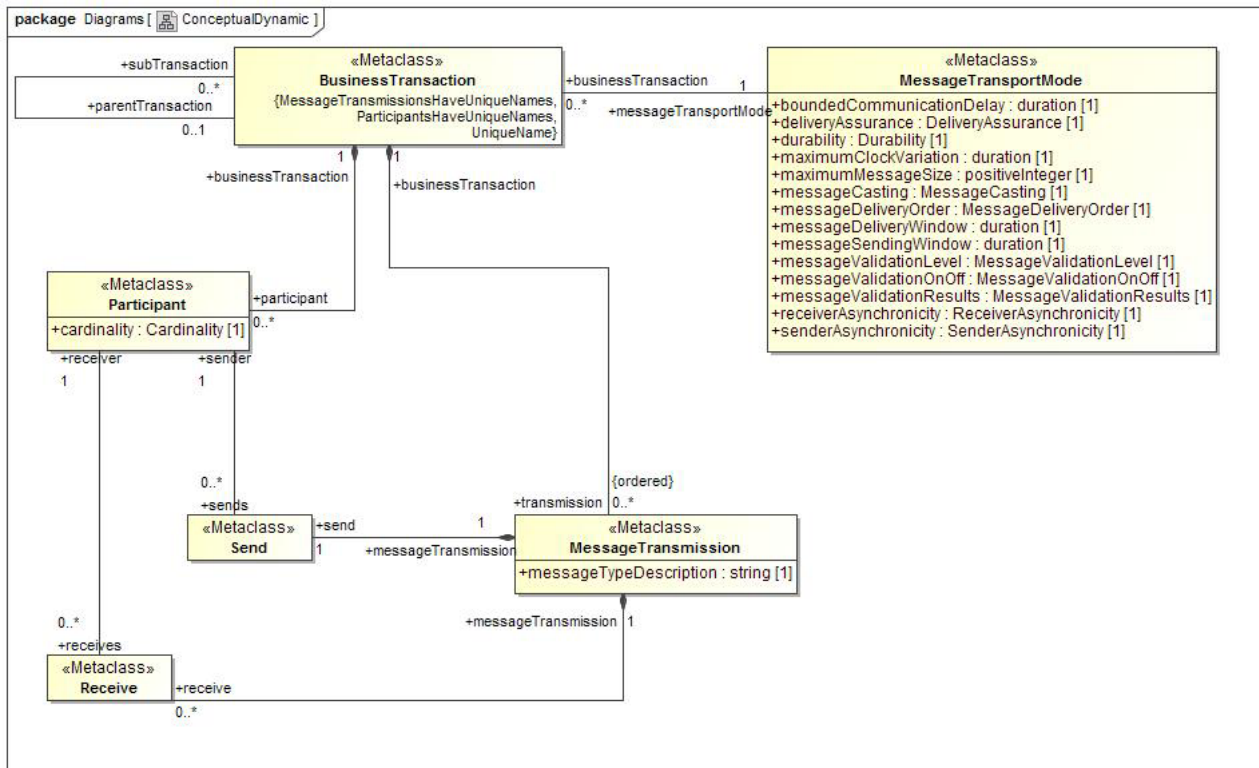 package Diagrams [ ConceptualDynamic ]
«Metaclass»
BusinessTransaction
{MessageTransmissionsHaveUniqueNames,
ParticipantsHaveUniqueNames,
UniqueName}
+subTransaction
0..*
+parentTransaction
0..1
+businessTransaction
0..*
1
+messageTransportMode
«Metaclass»
MessageTransportMode
+boundedCommunicationDelay : duration [1]
+deliveryAssurance : DeliveryAssurance [1]
+durability : Durability [1]
+maximumClockVariation : duration [1]
+maximumMessageSize : positiveInteger [1]
+messageCasting : MessageCasting [1]
+messageDeliveryOrder : MessageDeliveryOrder [1]
+messageDeliveryWindow : duration [1]
+messageSendingWindow : duration [1]
+messageValidationLevel : MessageValidationLevel [1]
+messageValidationOnOff : MessageValidationOnOff [1]
+messageValidationResults : MessageValidationResults [1]
+receiverAsynchronicity : ReceiverAsynchronicity [1]
+senderAsynchronicity : SenderAsynchronicity [1]
1
+businessTransaction
1
+businessTransaction
«Metaclass»
Participant
+cardinality : Cardinality [1]
+participant
0..*
+receiver
1
+sender
1
0..*
+sends
{ordered}
+transmission
0..*
«Metaclass»
Send
+send
1
1
+messageTransmission
«Metaclass»
MessageTransmission
+messageTypeDescription : string [1]
+messageTransmission
1
0..*
+receives
«Metaclass»
Receive
+receive
0..*